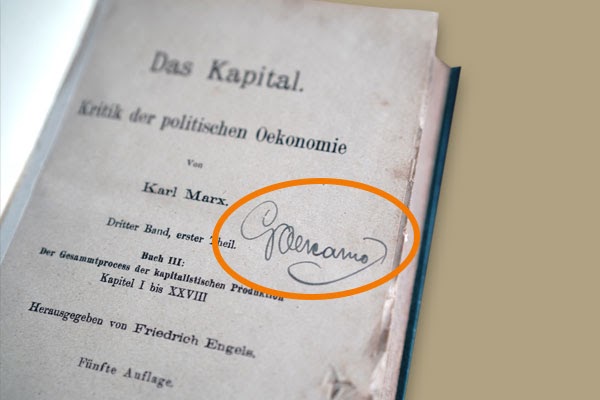 Das Kapital.
Kritik der politischen Oekonomie
Von
Karl Marx.
Dritter Band, erster Theil.
Buch III:
Der Gesammtprocess der kapitalistischen Produktion
Kapitel I bis XXVIII
Herausgegeben von Friedrich Engels.
Fünfte Auflage.